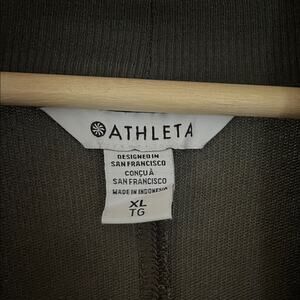 ATHLETA
DESIGNED IN
SAN FRANCISCO
CONÇU À
SAN FRANCISCO
MADE IN INDONESIA
XL
TG